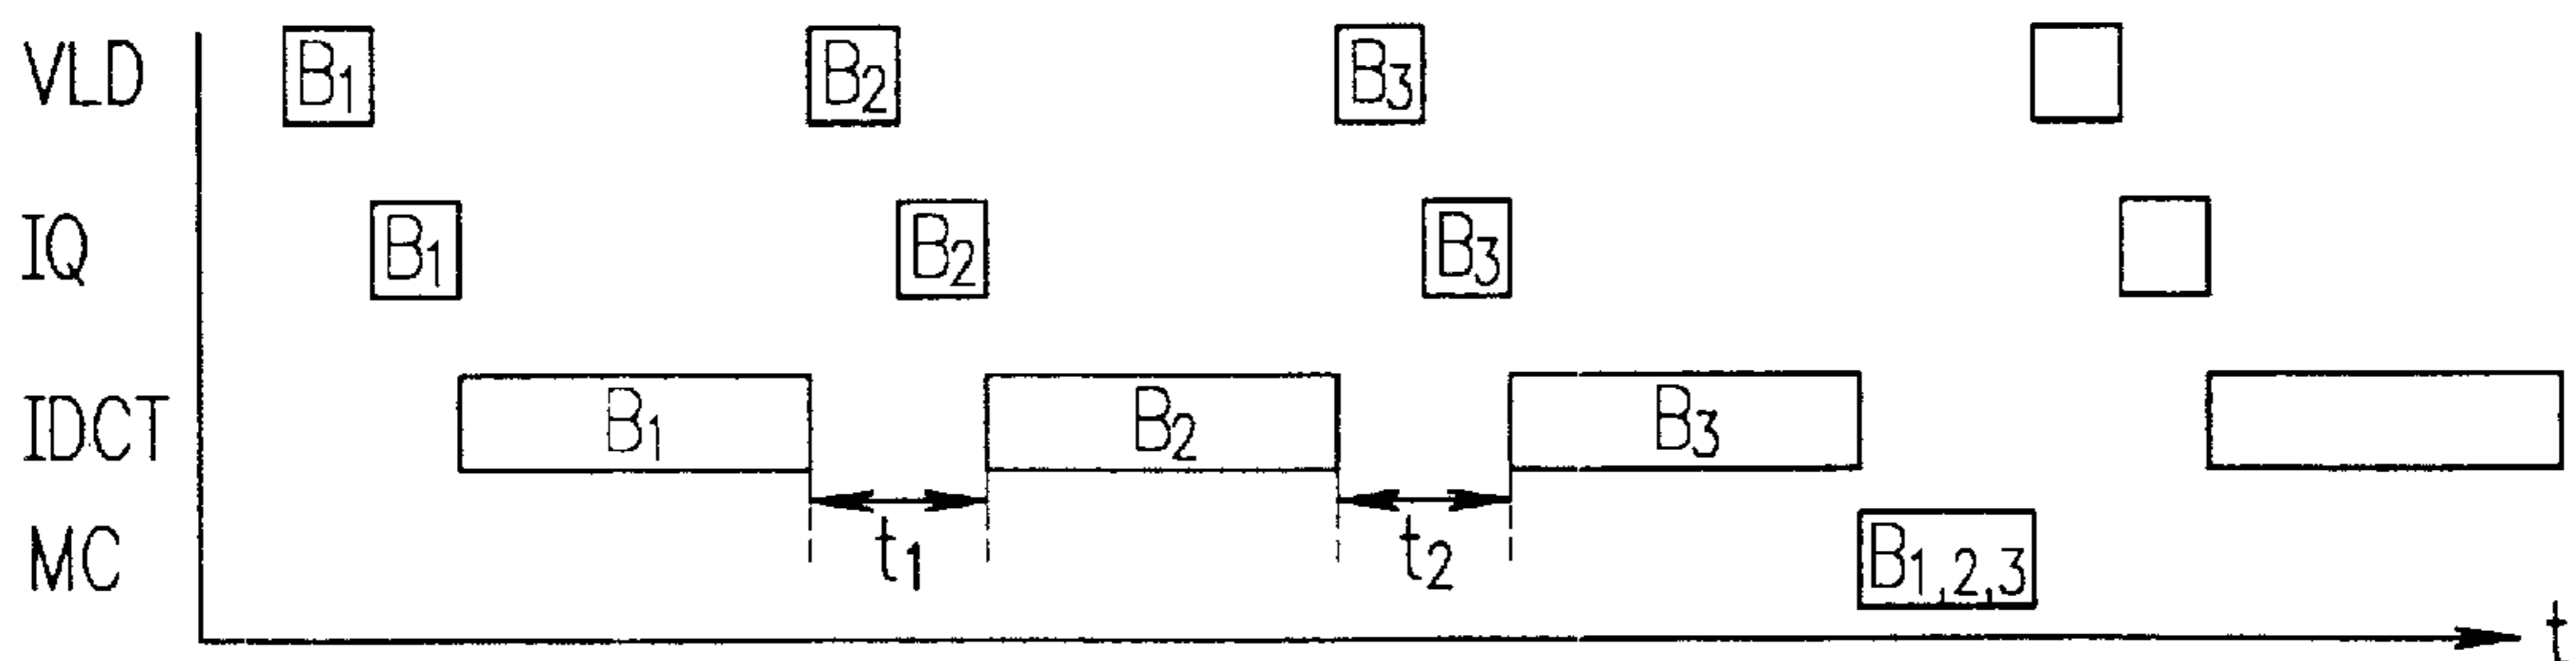 VLD B1 B2 B3
IQ B1 B2 B3
IDCT B1 B2 B3
MC t1 t2 B1,2,3
t